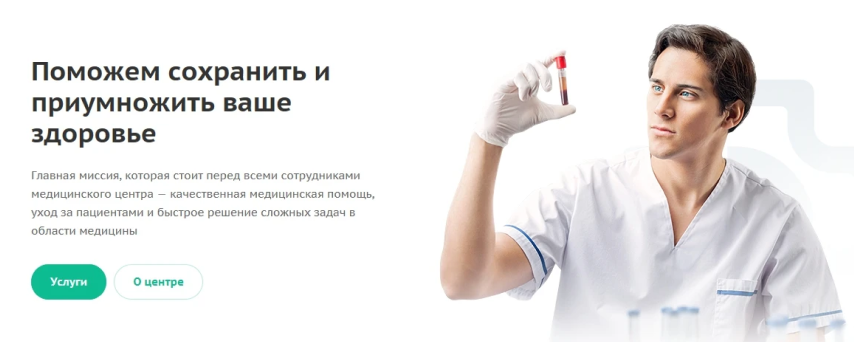 Поможем сохранить и
приумножить ваше
здоровье
Главная миссия, которая стоит перед всеми сотрудниками
медицинского центра — качественная медицинская помощь,
уход за пациентами и быстрое решение сложных задач в
области медицины
Услуги
О центре